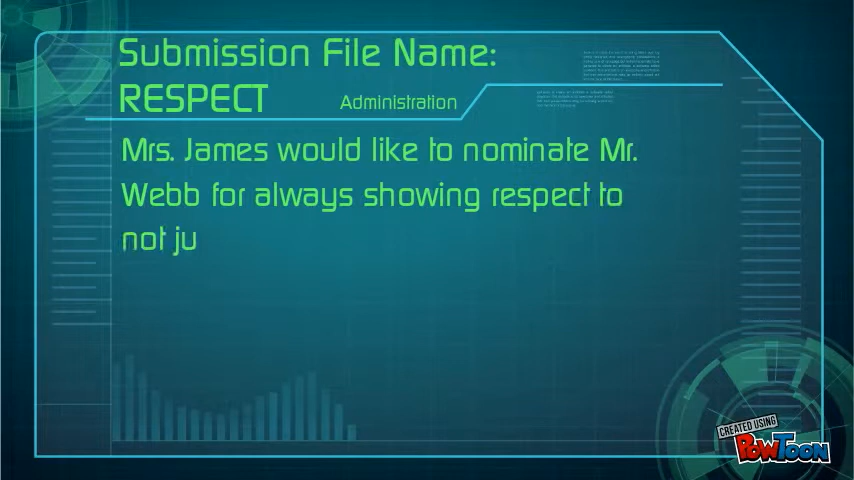 Submission File Name:
RESPECT
Administration
Mrs. James would like to nominate Mr.
Webb for always showing respect to
not ju
CREATED USING
POWTOON